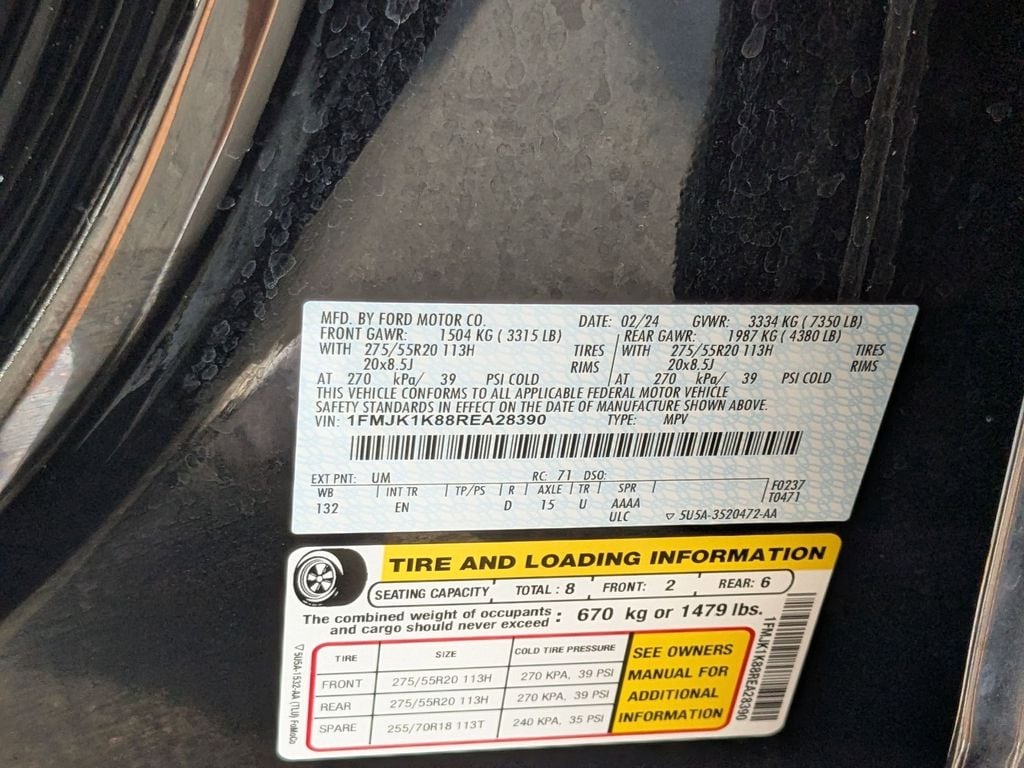 MFD. BY FORD MOTOR CO. DATE: 02/24 GVWR: 3334 KG ( 7350 LB)
FRONT GAWR: 1504 KG ( 3315 LB) REAR GAWR: 1987 KG ( 4380 LB)
WITH 275/55R20 113H TIRES WITH 275/55R20 113H TIRES
20x8.5J RIMS 20x8.5J RIMS
AT 270 kPa/ 39 PSI COLD AT 270 kPa/ 39 PSI COLD
THIS VEHICLE CONFORMS TO ALL APPLICABLE FEDERAL MOTOR VEHICLE
SAFETY STANDARDS IN EFFECT ON THE DATE OF MANUFACTURE SHOWN ABOVE.
VIN: 1FMJK1K88REA28390 TYPE: MPV
EXT PNT: UM RC: 71 DSO: F0237
WB INT TR TP/PS R AXLE TR SPR T0471
132 EN D 15 U AAAA
ULC ▽ 5U5A-3520472-AA
TIRE AND LOADING INFORMATION
SEATING CAPACITY TOTAL : 8 FRONT: 2 REAR: 6
The combined weight of occupants and cargo should never exceed : 670 kg or 1479 lbs.
TIRE SIZE COLD TIRE PRESSURE
FRONT 275/55R20 113H 270 KPA, 39 PSI
REAR 275/55R20 113H 270 KPA, 39 PSI
SPARE 255/70R18 113T 240 KPA, 35 PSI
SEE OWNERS
MANUAL FOR
ADDITIONAL
INFORMATION
1FMJK1K88REA28390
▽ 5U5A-1532-AA (TLU) FoMoCo